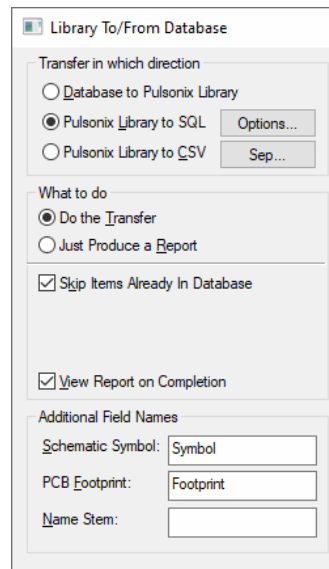 Library To/From Database
Transfer in which direction
Database to Pulsonix Library
Pulsonix Library to SQL Options...
Pulsonix Library to CSV Sep...
What to do
Do the Transfer
Just Produce a Report
Skip Items Already In Database
View Report on Completion
Additional Field Names
Schematic Symbol: Symbol
PCB Footprint: Footprint
Name Stem: